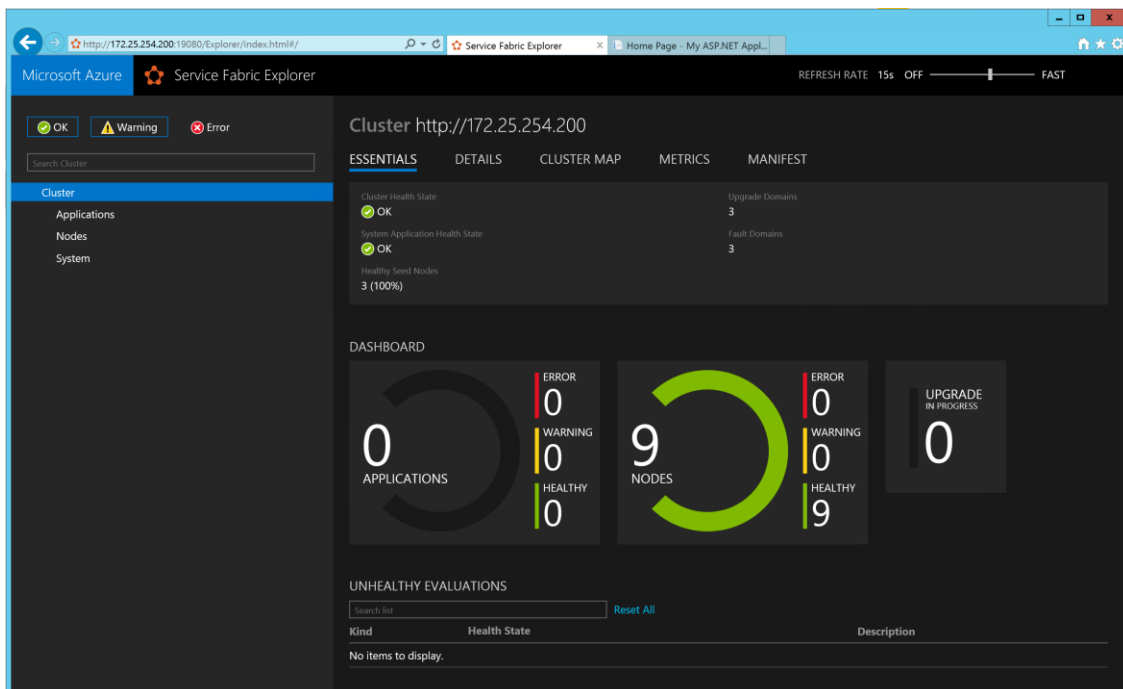 http://172.25.254.200:19080/Explorer/index.html#/
Service Fabric Explorer
Home Page - My ASP.NET Appl...
Microsoft Azure
Service Fabric Explorer
REFRESH RATE 15s OFF FAST
OK
Warning
Error
Search Cluster
Cluster
Applications
Nodes
System
Cluster http://172.25.254.200
ESSENTIALS DETAILS CLUSTER MAP METRICS MANIFEST
Cluster Health State
OK
System Application Health State
OK
Healthy Seed Nodes
3 (100%)
Upgrade Domains
3
Fault Domains
3
DASHBOARD
0
APPLICATIONS
ERROR
0
WARNING
0
HEALTHY
0
9
NODES
ERROR
0
WARNING
0
HEALTHY
9
UPGRADE
IN PROGRESS
0
UNHEALTHY EVALUATIONS
Search list
Reset All
Kind Health State Description
No items to display.